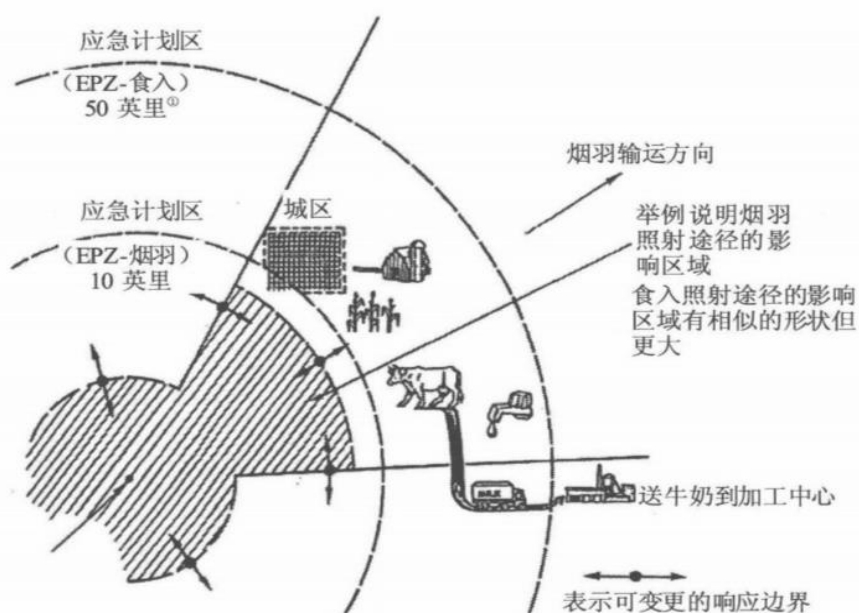 应急计划区
（EPZ-食入）
50 英里①
烟羽输运方向
应急计划区
城区
举例说明烟羽
照射途径的影
响区域
（EPZ-烟羽）
10 英里
食入照射途径的影响
区域有相似的形状但
更大
MILK
送牛奶到加工中心
表示可变更的响应边界